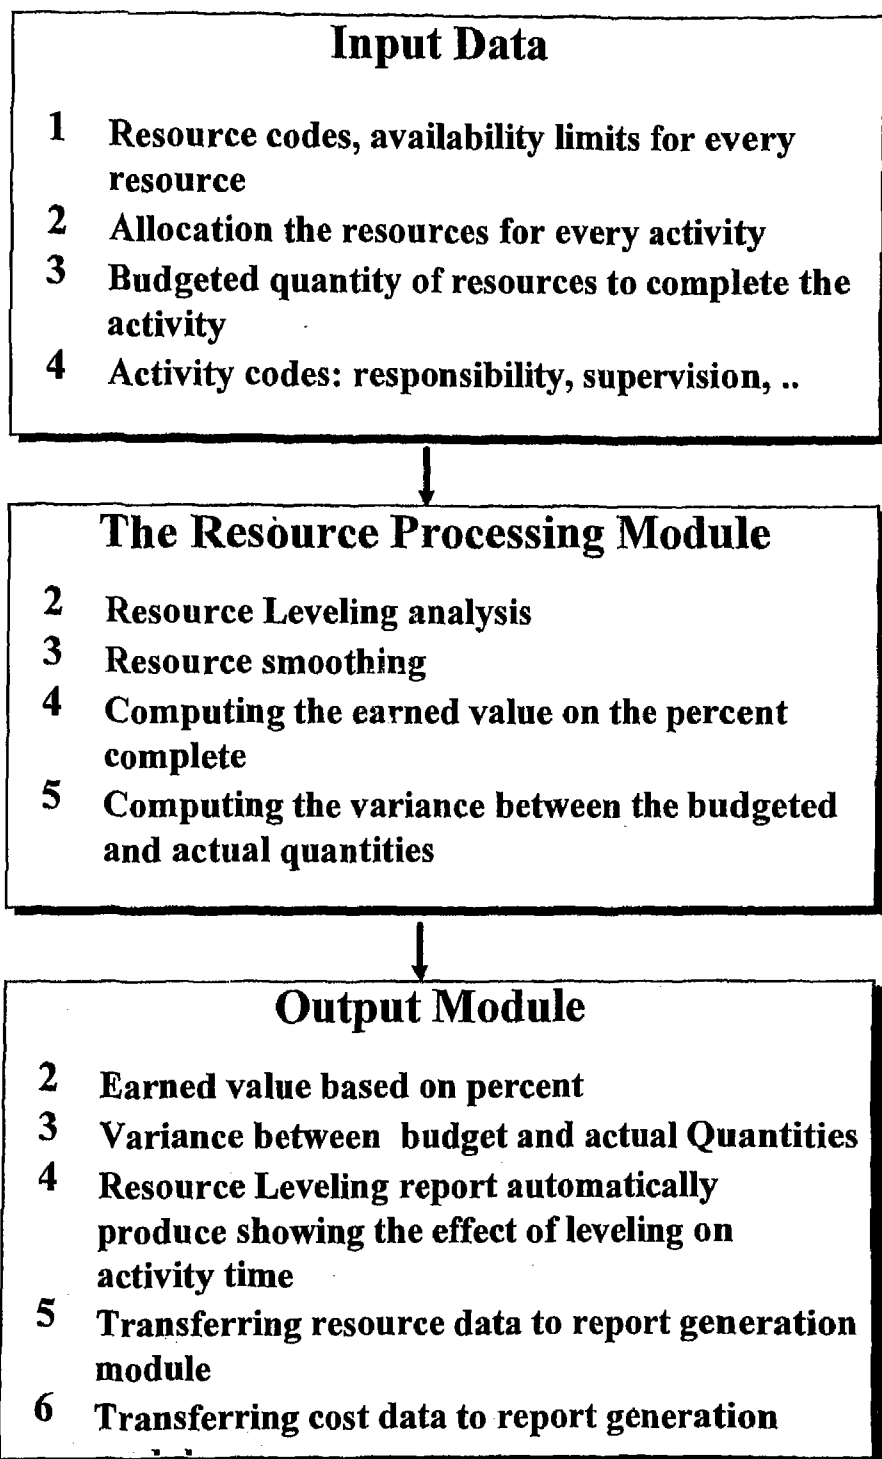 Input Data
1 Resource codes, availability limits for every
resource
2 Allocation the resources for every activity
3 Budgeted quantity of resources to complete the
activity
4 Activity codes: responsibility, supervision, ..
The Resource Processing Module
2 Resource Leveling analysis
3 Resource smoothing
4 Computing the earned value on the percent
complete
5 Computing the variance between the budgeted
and actual quantities
Output Module
2 Earned value based on percent
3 Variance between budget and actual Quantities
4 Resource Leveling report automatically
produce showing the effect of leveling on
activity time
5 Transferring resource data to report generation
module
6 Transferring cost data to report generation